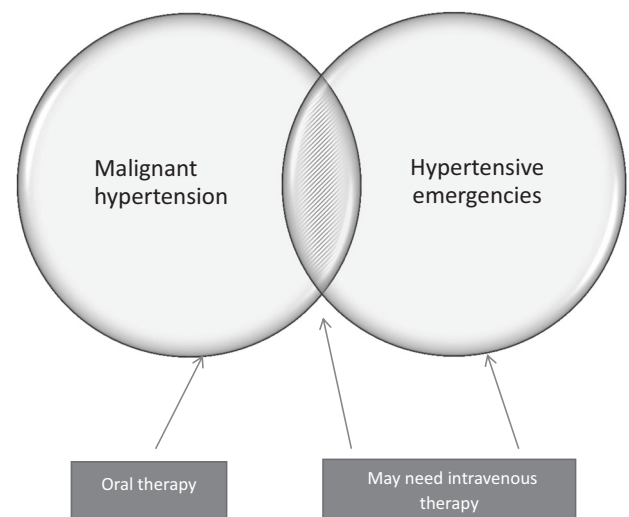 Malignant
hypertension
Hypertensive
emergencies
Oral therapy
May need intravenous
therapy